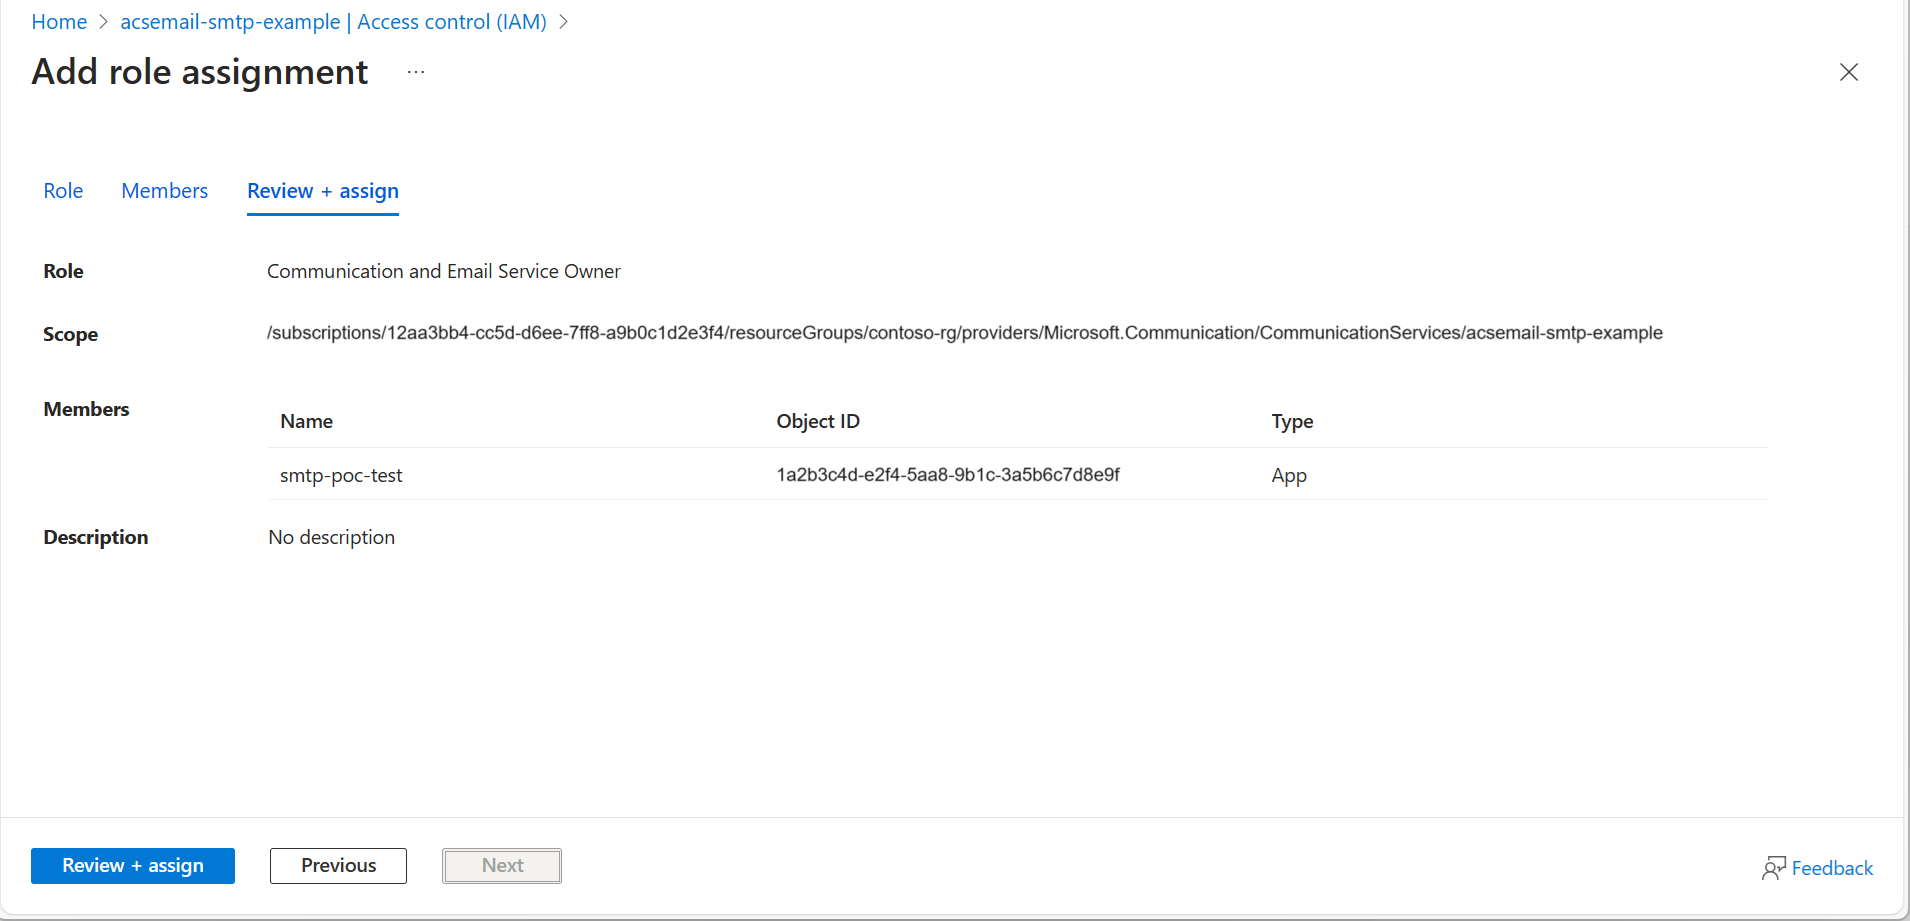 Home > acsemail-smtp-example | Access control (IAM) >
Add role assignment ...
Role Members Review + assign
Role Communication and Email Service Owner
Scope /subscriptions/12aa3bb4-cc5d-d6ee-7ff8-a9b0c1d2e3f4/resourceGroups/contoso-rg/providers/Microsoft.Communication/CommunicationServices/acsemail-smtp-example
Members
Name Object ID Type
smtp-poc-test 1a2b3c4d-e2f4-5aa8-9b1c-3a5b6c7d8e9f App
Description No description
Review + assign Previous Next Feedback